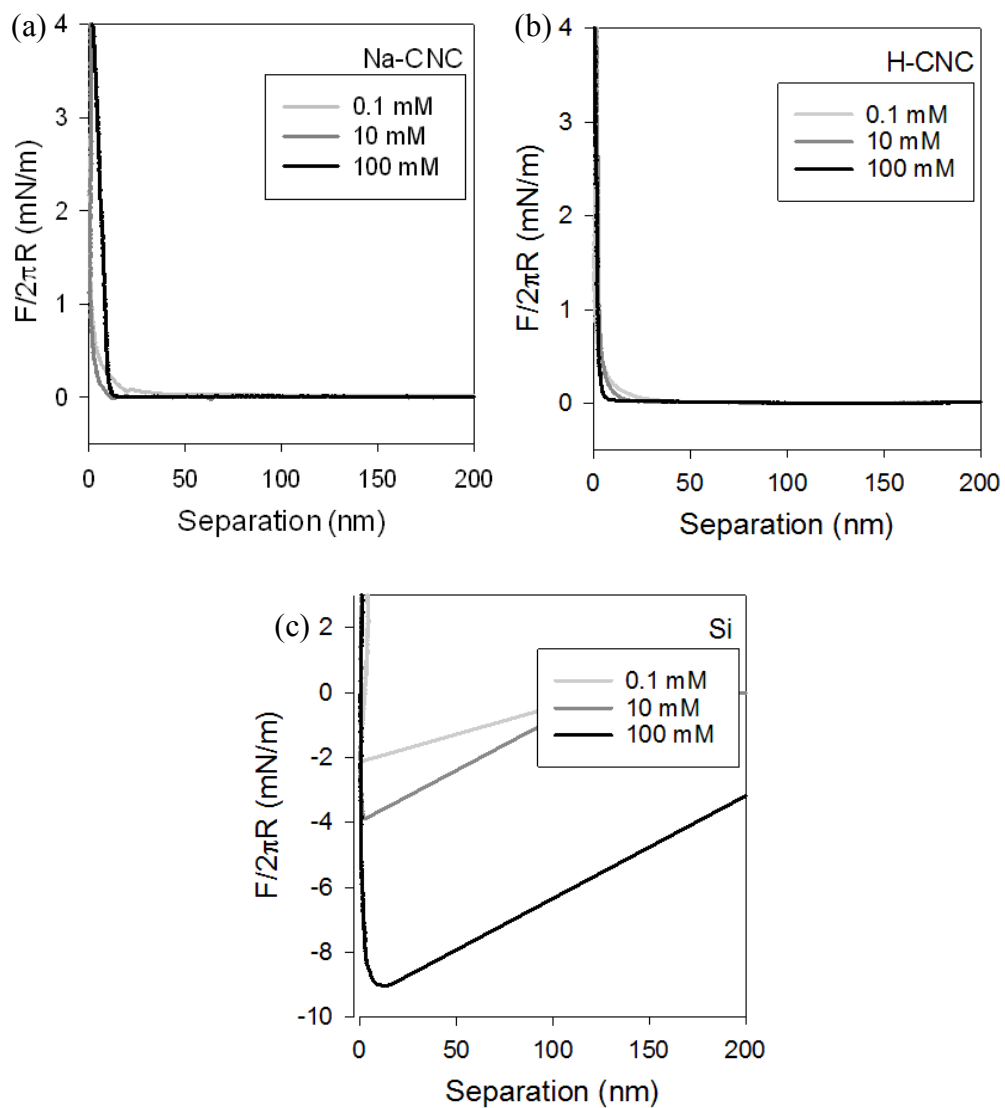 (a)
Na-CNC
0.1 mM
10 mM
100 mM
4
3
2
1
0
F/2πR (mN/m)
0 50 100 150 200
Separation (nm)
(b)
H-CNC
0.1 mM
10 mM
100 mM
4
3
2
1
0
F/2πR (mN/m)
0 50 100 150 200
Separation (nm)
(c)
Si
0.1 mM
10 mM
100 mM
2
0
-2
-4
-6
-8
-10
F/2πR (mN/m)
0 50 100 150 200
Separation (nm)